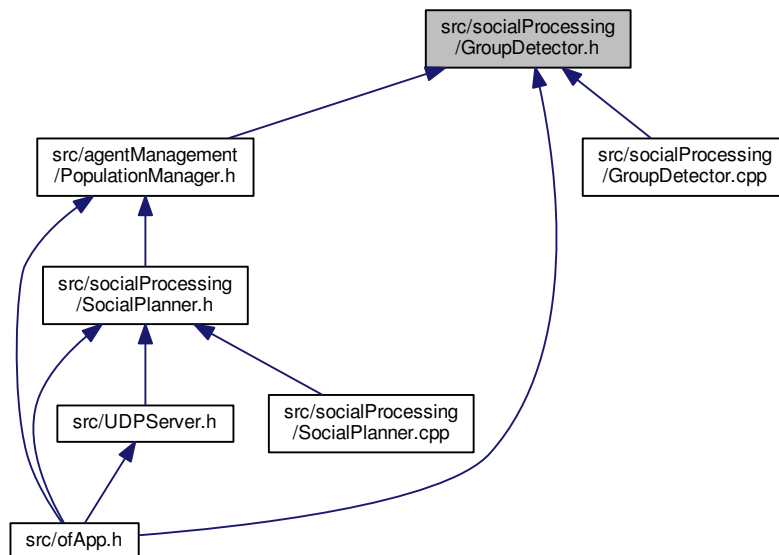 src/socialProcessing
/GroupDetector.h
src/agentManagement
/PopulationManager.h
src/socialProcessing
/GroupDetector.cpp
src/socialProcessing
/SocialPlanner.h
src/UDPServer.h
src/socialProcessing
/SocialPlanner.cpp
src/ofApp.h